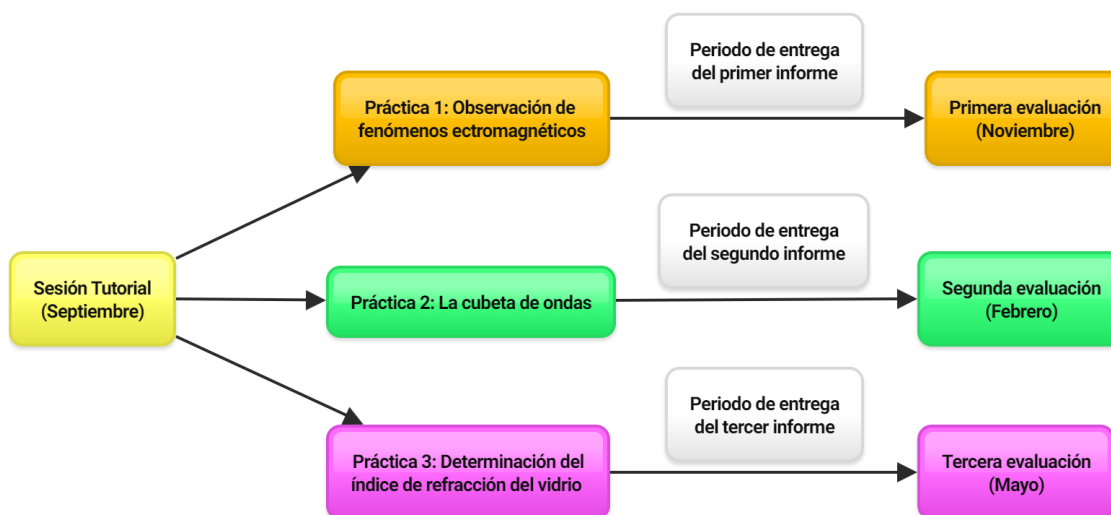 Periodo de entrega
del primer informe
Práctica 1: Observación de
fenómenos ectromagnéticos
Primera evaluación
(Noviembre)
Periodo de entrega
del segundo informe
Sesión Tutorial
(Septiembre)
Práctica 2: La cubeta de ondas
Segunda evaluación
(Febrero)
Periodo de entrega
del tercer informe
Práctica 3: Determinación del
índice de refracción del vidrio
Tercera evaluación
(Mayo)